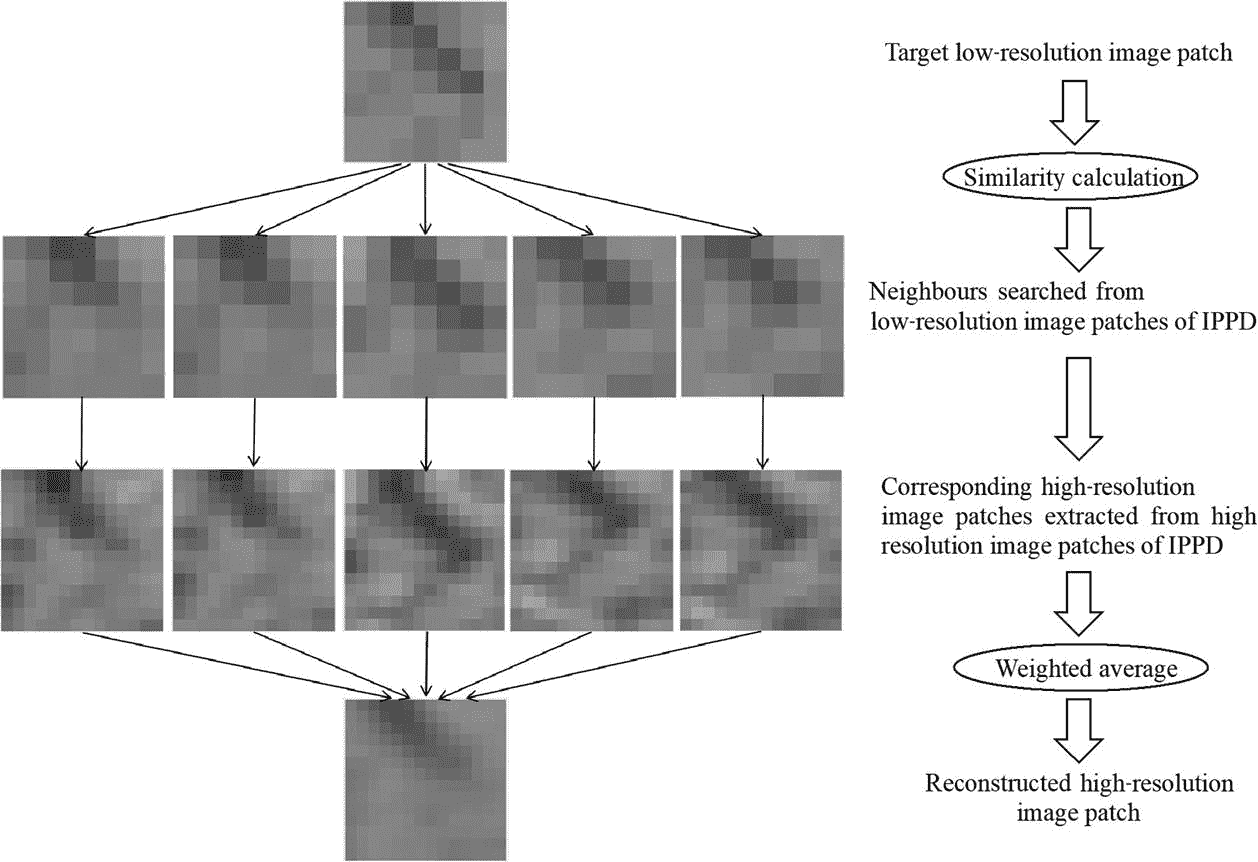 Target low-resolution image patch
Similarity calculation
Neighbours searched from
low-resolution image patches of IPPD
Corresponding high-resolution
image patches extracted from high
resolution image patches of IPPD
Weighted average
Reconstructed high-resolution
image patch